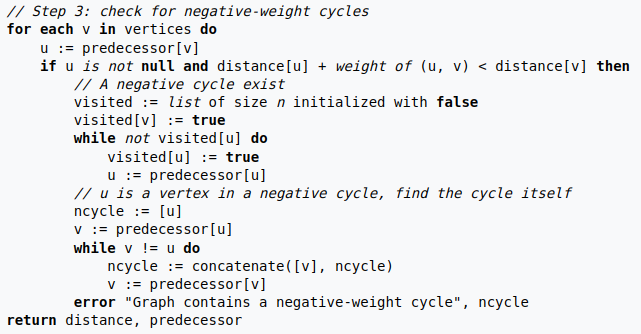 // Step 3: check for negative-weight cycles
for each v in vertices do
    u := predecessor[v]
    if u is not null and distance[u] + weight of (u, v) < distance[v] then
        // A negative cycle exist
        visited := list of size n initialized with false
        visited[v] := true
        while not visited[u] do
            visited[u] := true
            u := predecessor[u]
        // u is a vertex in a negative cycle, find the cycle itself
        ncycle := [u]
        v := predecessor[u]
        while v != u do
            ncycle := concatenate([v], ncycle)
            v := predecessor[v]
        error "Graph contains a negative-weight cycle", ncycle
return distance, predecessor